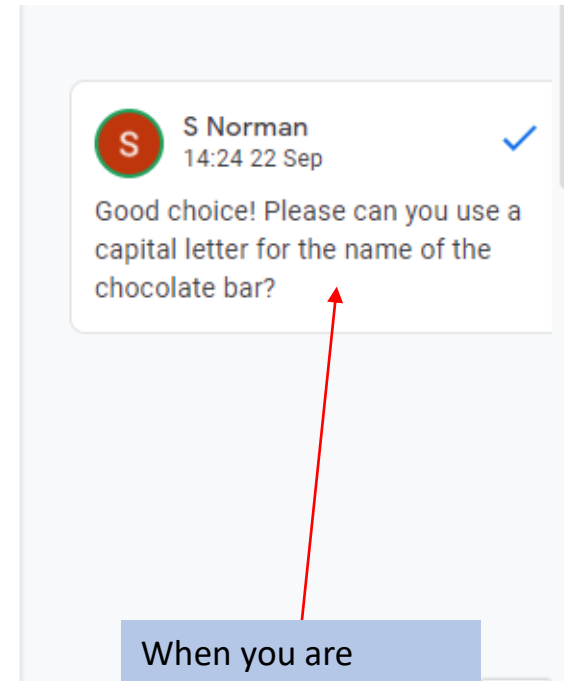 S
S Norman
14:24 22 Sep
Good choice! Please can you use a
capital letter for the name of the
chocolate bar?
When you are